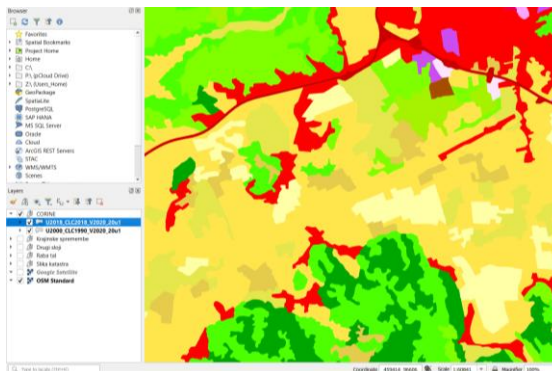 Browser
Favorites
Spatial Bookmarks
Project Home
Home
C:\
P:\ (pCloud Drive)
Z:\ (Users_Home)
GeoPackage
SpatiaLite
PostgreSQL
SAP HANA
MS SQL Server
Oracle
Cloud
ArcGIS REST Servers
STAC
WMS/WMTS
Scenes
Layers
CORINE
U2018_CLC2018_V2020_20u1
U2000_CLC1990_V2020_20u1
Krajinske spremembe
Drugi sloji
Raba tal
Slika katastra
Google Satellite
OSM Standard
Coordinate
Scale
Magnifier 100%